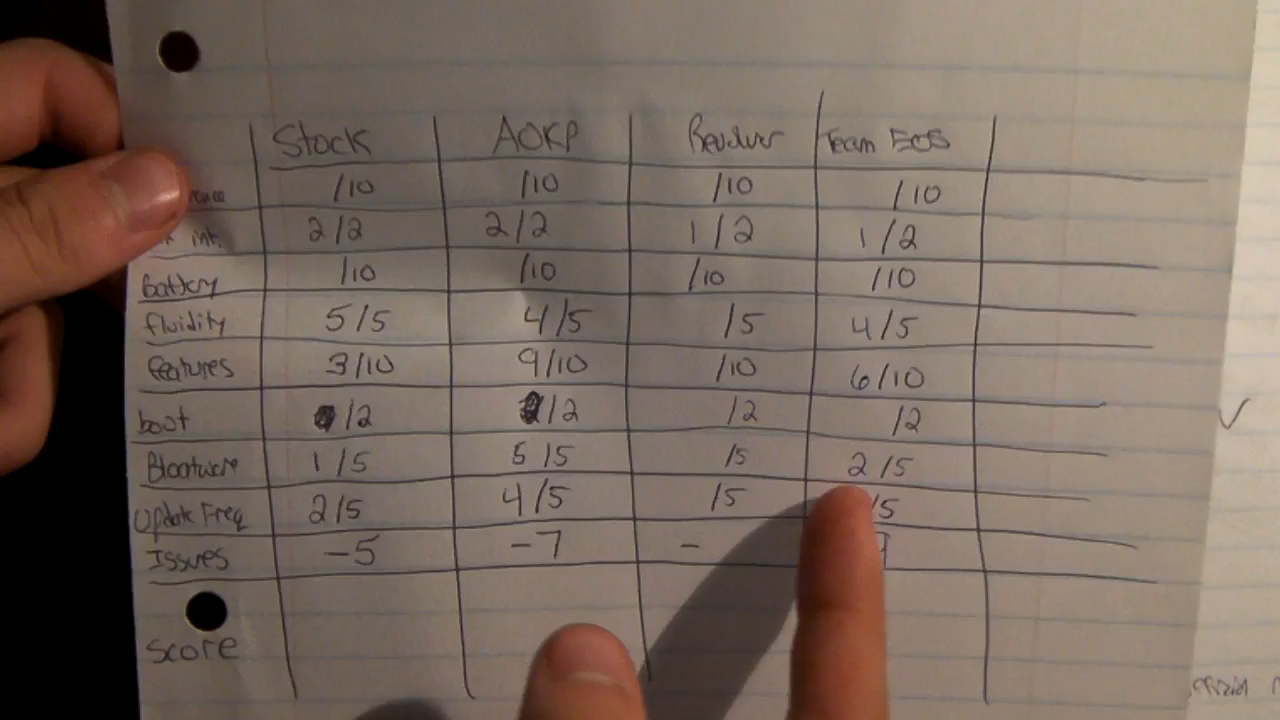 Stock AOKP Revolver Team EOS
/10 /10 /10 /10
int. 2/2 2/2 1/2 1/2
Battery /10 /10 /10 /10
fluidity 5/5 4/5 /5 4/5
features 3/10 9/10 /10 6/10
boot /2 /2 /2 /2
Bloatware 1/5 5/5 /5 2/5
Update Freq 2/5 4/5 /5 /5
Issues -5 -7 -
Score